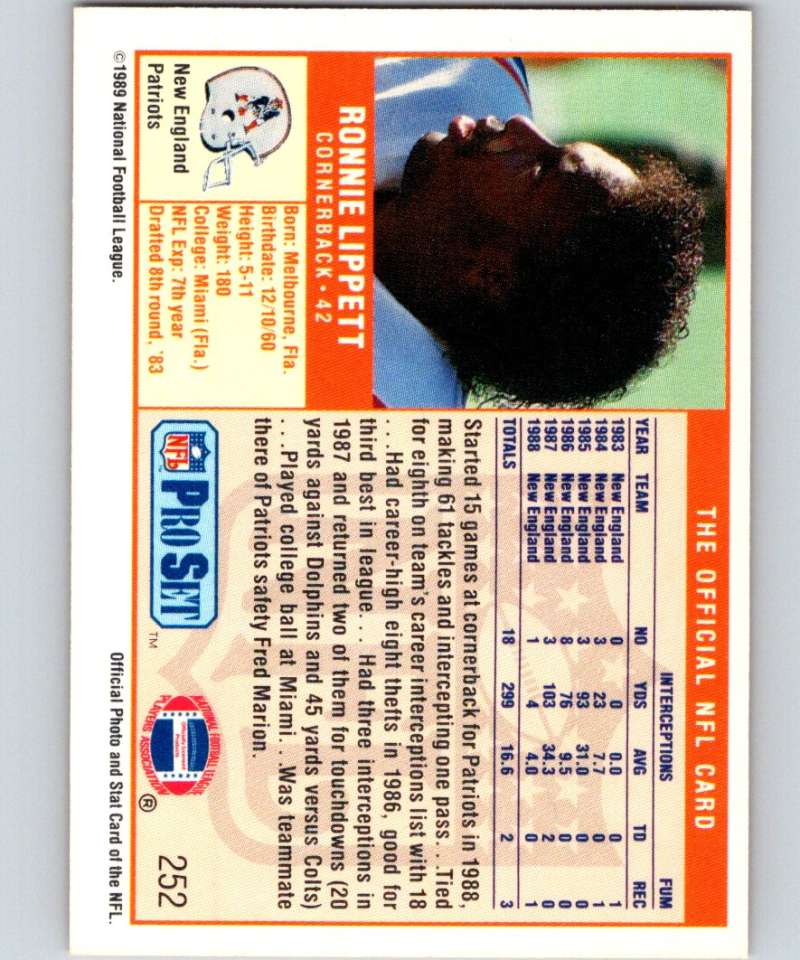 THE OFFICIAL NFL CARD
RONNIE LIPPETT
CORNERBACK • 42
New England
Patriots
Born: Melbourne, Fla.
Birthdate: 12/10/60
Height: 5-11
Weight: 180
College: Miami (Fla.)
NFL Exp: 7th year
Drafted 8th round, '83
INTERCEPTIONS FUM
YEAR TEAM NO YDS AVG TD REC
1983 New England 0 0 0.0 0 1
1984 New England 3 23 7.7 0 1
1985 New England 3 93 31.0 0 0
1986 New England 8 76 9.5 0 0
1987 New England 3 103 34.3 2 0
1988 New England 1 4 4.0 0 1
TOTALS 18 299 16.6 2 3
Started 15 games at cornerback for Patriots in 1988,
making 61 tackles and intercepting one pass. . .Tied
for eighth on team's career interceptions list with 18
. . .Had career-high eight thefts in 1986, good for
third best in league. . . Had three interceptions in
1987 and returned two of them for touchdowns (20
yards against Dolphins and 45 yards versus Colts)
. . .Played college ball at Miami. . .Was teammate
there of Patriots safety Fred Marion.
NFL PRO SET ™
NATIONAL FOOTBALL LEAGUE
Officially Licensed
Product
PLAYERS ASSOCIATION ®
252
©1989 National Football League.
Official Photo and Stat Card of the NFL.